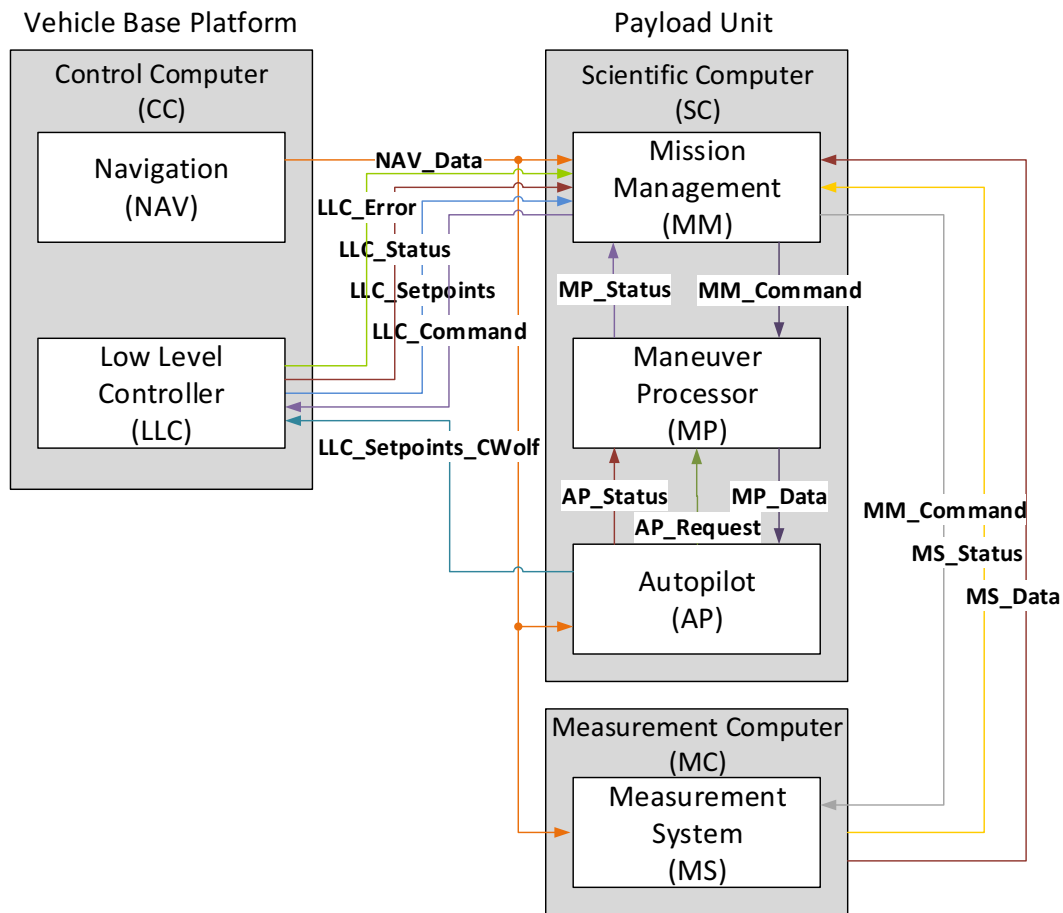 Vehicle Base Platform
Payload Unit
Control Computer
(CC)
Navigation
(NAV)
Low Level
Controller
(LLC)
NAV_Data
LLC_Error
LLC_Status
LLC_Setpoints
LLC_Command
LLC_Setpoints_CWolf
Scientific Computer
(SC)
Mission
Management
(MM)
MP_Status
MM_Command
Maneuver
Processor
(MP)
AP_Status
MP_Data
AP_Request
Autopilot
(AP)
MM_Command
MS_Status
MS_Data
Measurement Computer
(MC)
Measurement
System
(MS)